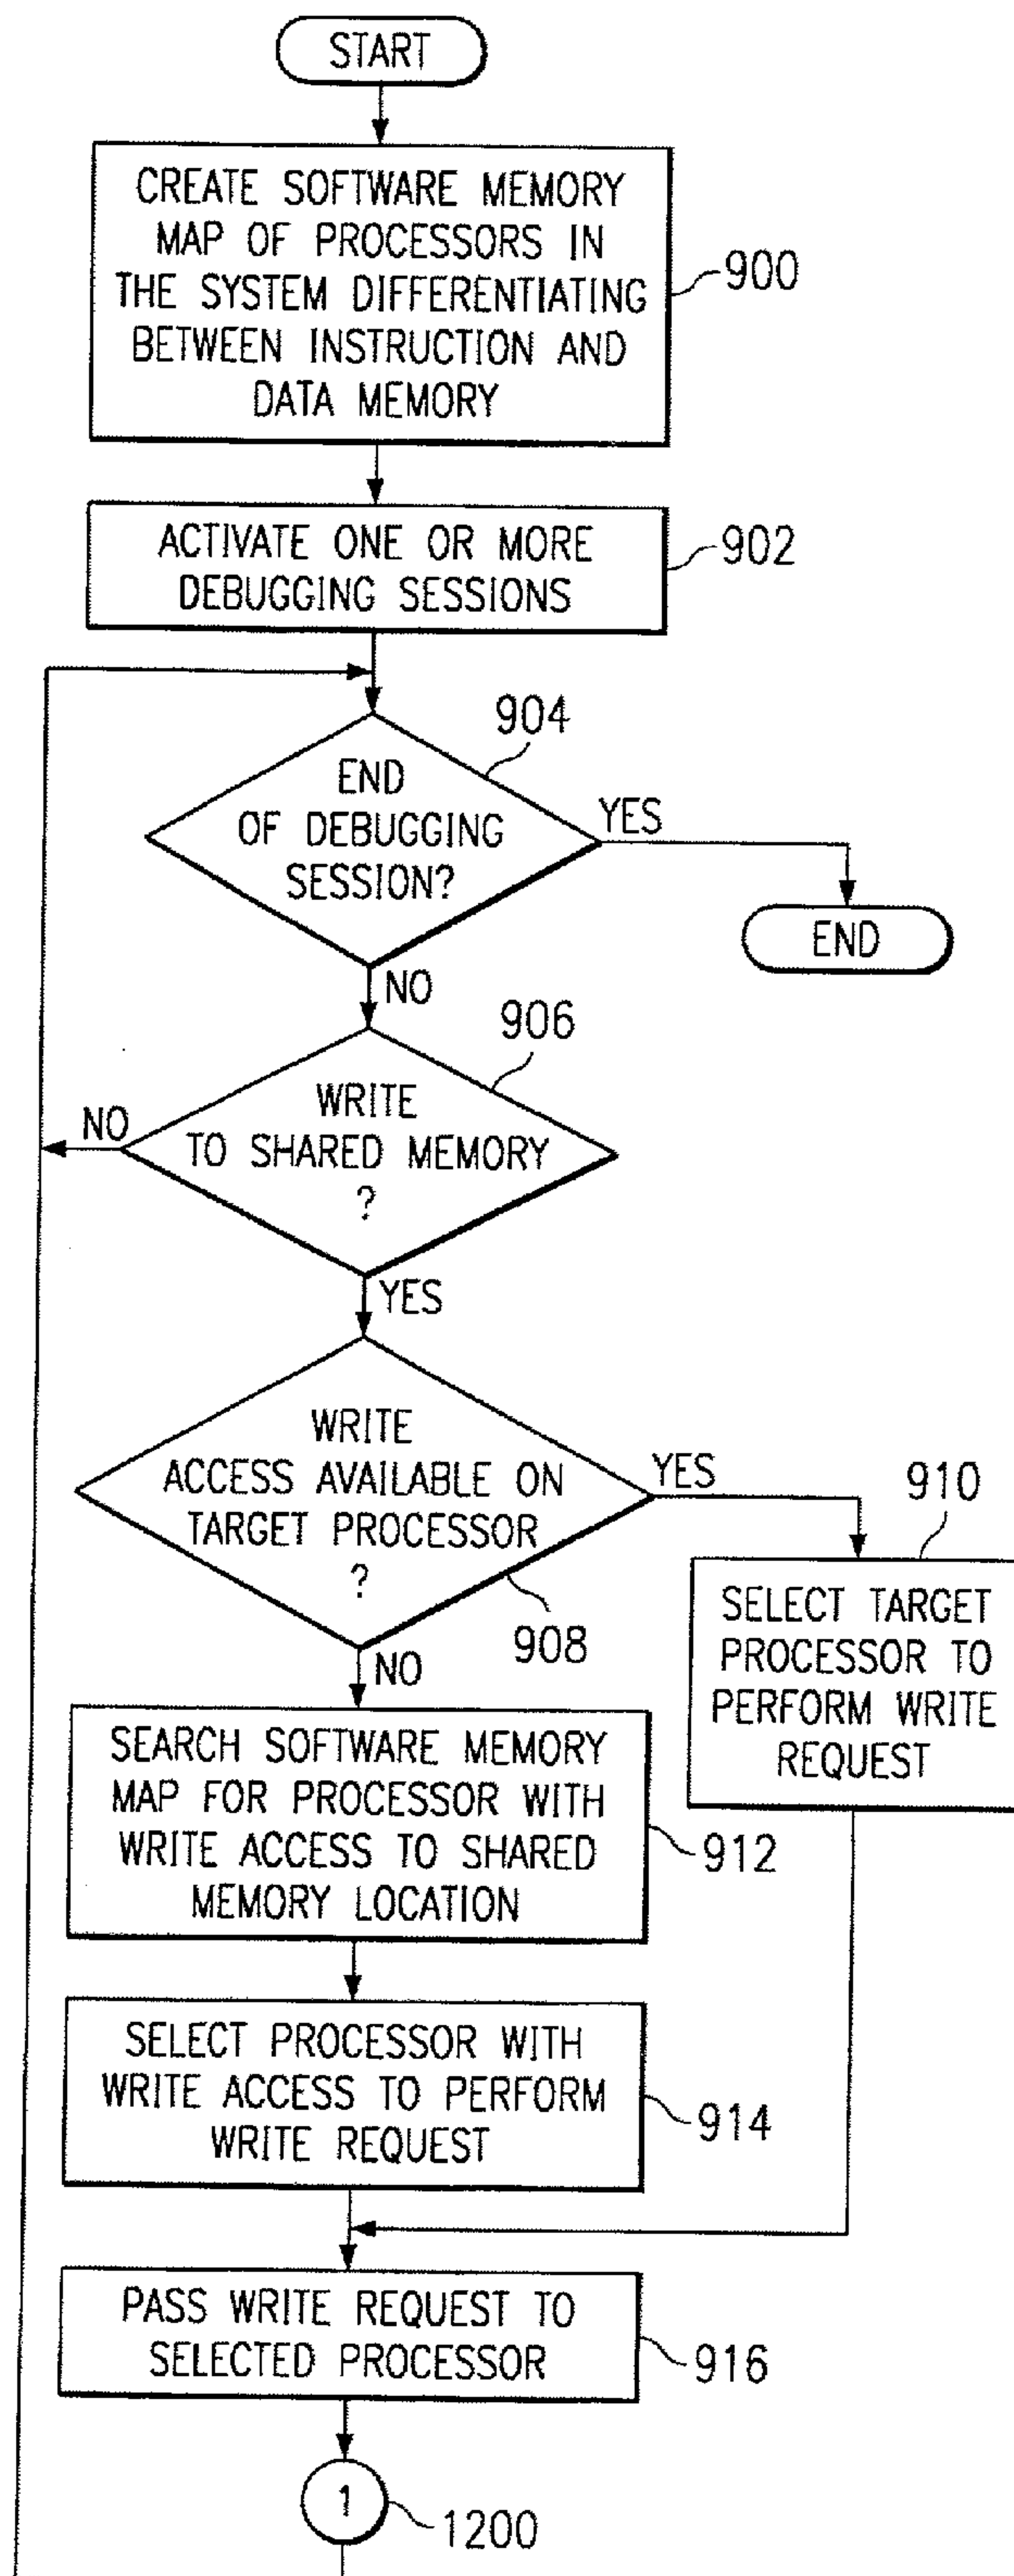 START
CREATE SOFTWARE MEMORY
MAP OF PROCESSORS IN
THE SYSTEM DIFFERENTIATING
BETWEEN INSTRUCTION AND
DATA MEMORY
900
ACTIVATE ONE OR MORE
DEBUGGING SESSIONS
902
904
END
OF DEBUGGING
SESSION?
YES
END
NO
906
WRITE
TO SHARED MEMORY
?
NO
YES
WRITE
ACCESS AVAILABLE ON
TARGET PROCESSOR
?
YES
908
NO
910
SELECT TARGET
PROCESSOR TO
PERFORM WRITE
REQUEST
SEARCH SOFTWARE MEMORY
MAP FOR PROCESSOR WITH
WRITE ACCESS TO SHARED
MEMORY LOCATION
912
SELECT PROCESSOR WITH
WRITE ACCESS TO PERFORM
WRITE REQUEST
914
PASS WRITE REQUEST TO
SELECTED PROCESSOR
916
1
1200